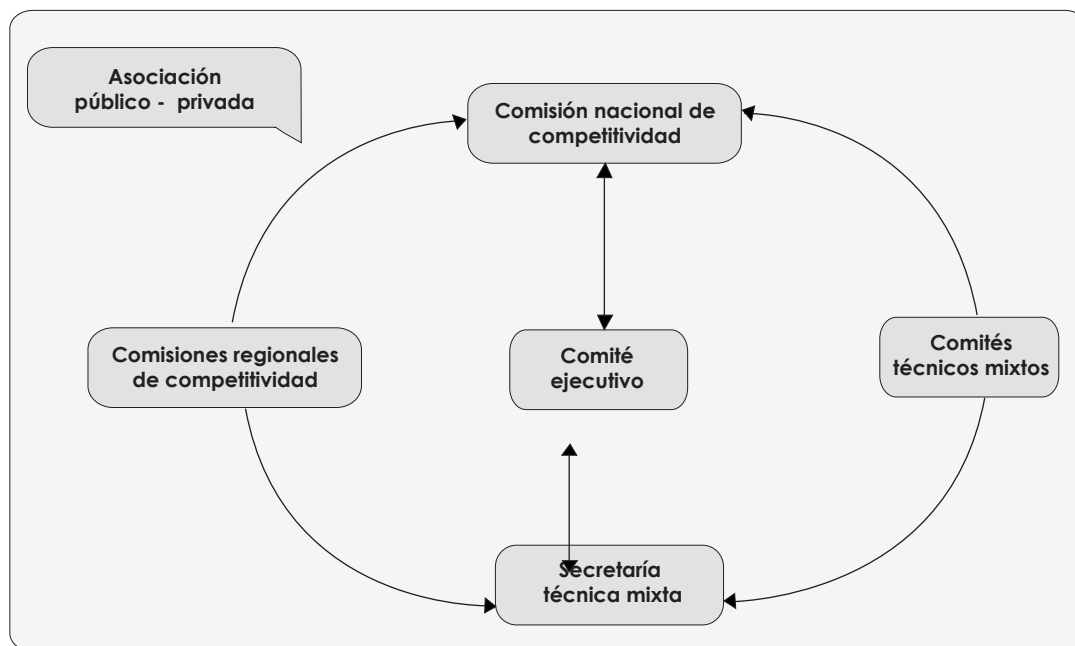 Asociación
público - privada
Comisión nacional de
competitividad
Comisiones regionales
de competitividad
Comité
ejecutivo
Comités
técnicos mixtos
Secretaría
técnica mixta